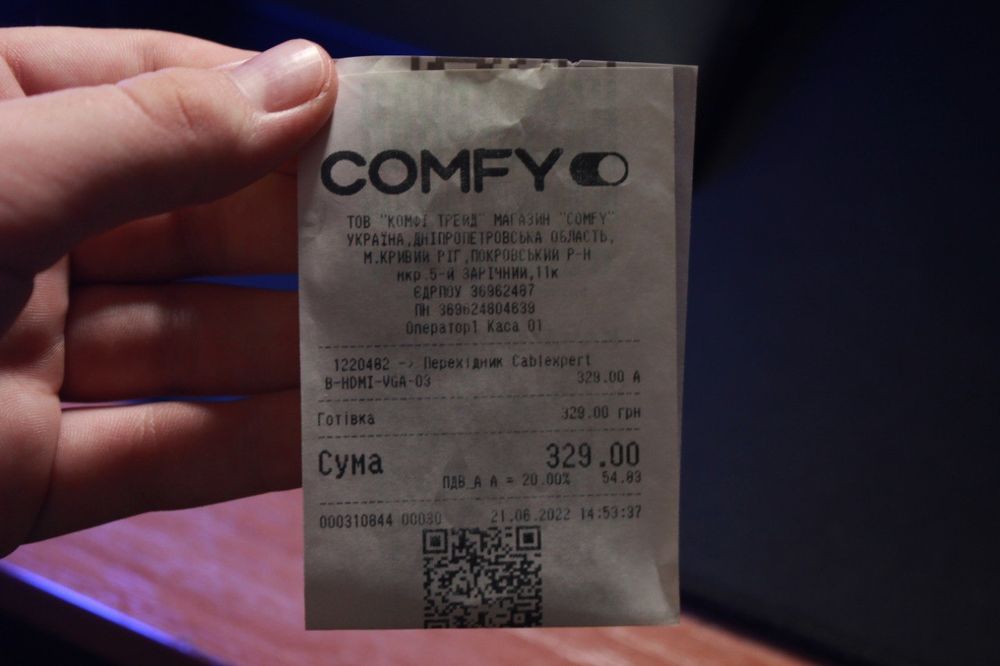 COMFY
ТОВ "КОМФІ ТРЕЙД" МАГАЗИН "COMFY"
УКРАЇНА,ДНІПРОПЕТРОВСЬКА ОБЛАСТЬ,
М.КРИВИЙ РІГ,ПОКРОВСЬКИЙ Р-Н
мкр.5-й ЗАРІЧНИЙ,11к
ЄДРПОУ 36962487
ПН 369624804639
Оператор1 Каса 01
1220482 -> Перехідник Cablexpert
B-HDMI-VGA-03 329.00 А
Готівка 329.00 грн
Сума 329.00
ПДВ_А А = 20.00% 54.83
000310844 00030 21.06.2022 14:53:37